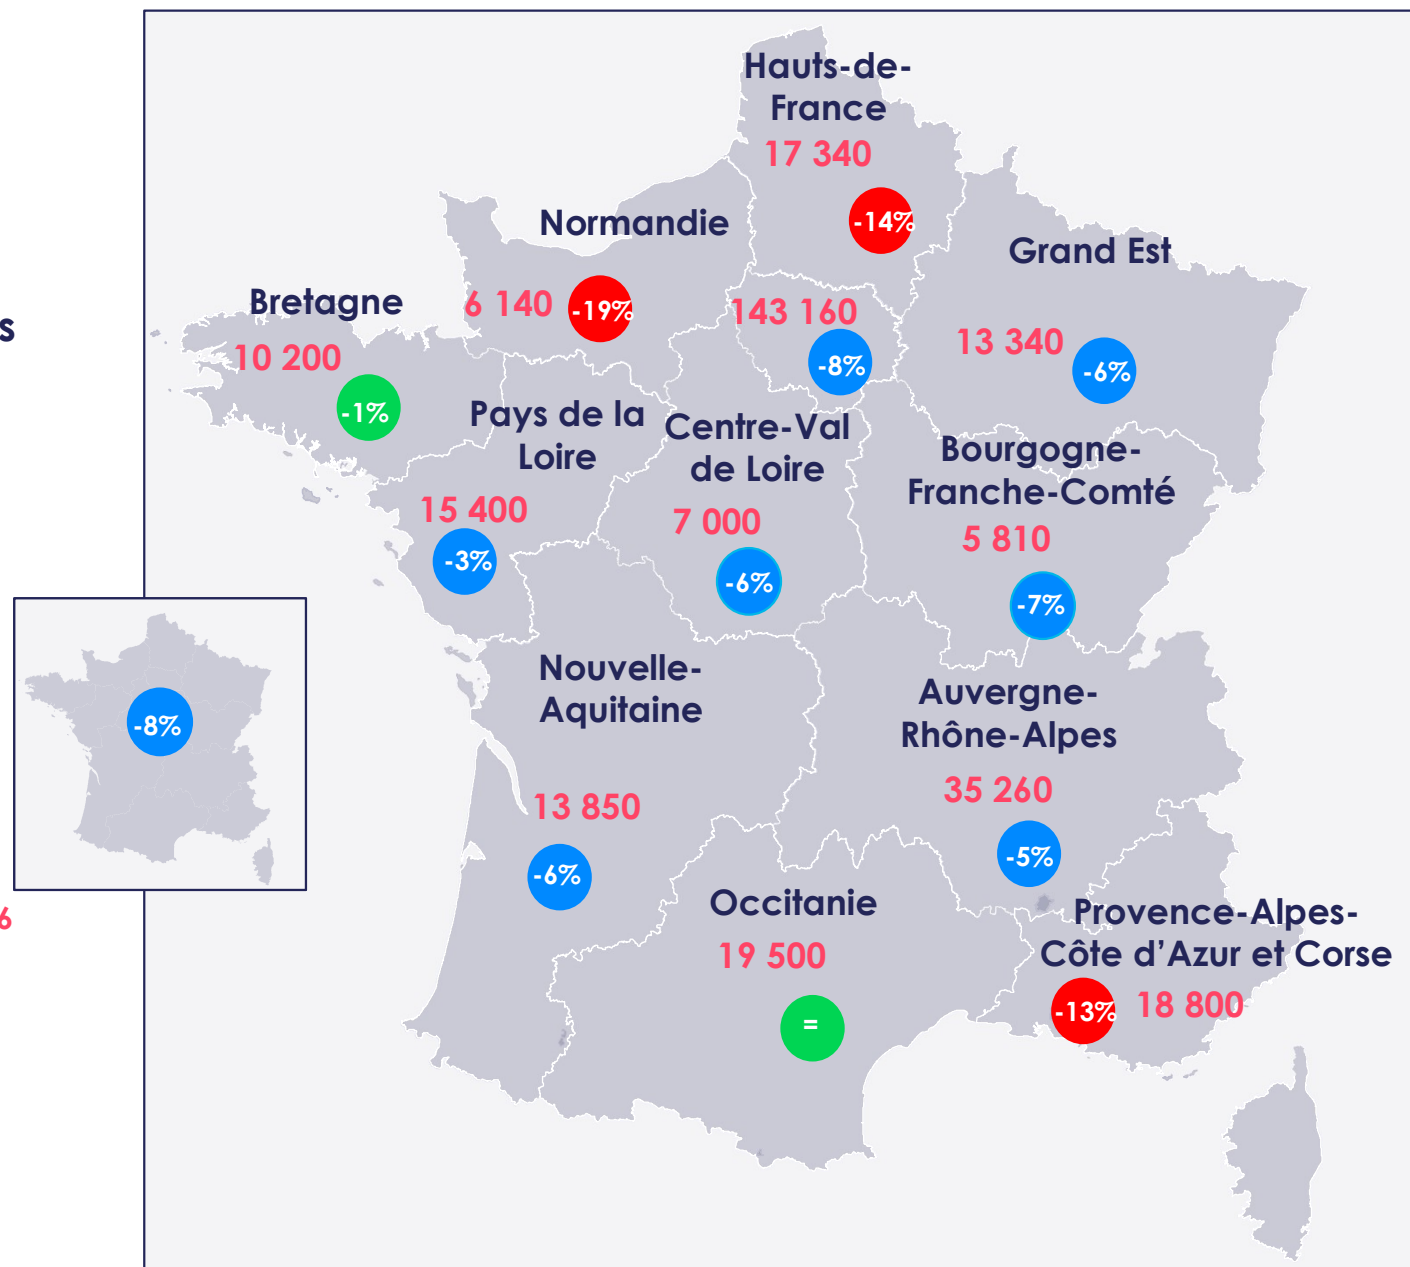 Hauts-de-
France
17 340
-14%
Normandie
6 140
-19%
Grand Est
13 340
-6%
Bretagne
10 200
-1%
143 160
-8%
s
Pays de la
Loire
15 400
-3%
Centre-Val
de Loire
7 000
-6%
Bourgogne-
Franche-Comté
5 810
-7%
-8%
Nouvelle-
Aquitaine
13 850
-6%
Auvergne-
Rhône-Alpes
35 260
-5%
Occitanie
19 500
=
Provence-Alpes-
Côte d’Azur et Corse
-13%
18 800